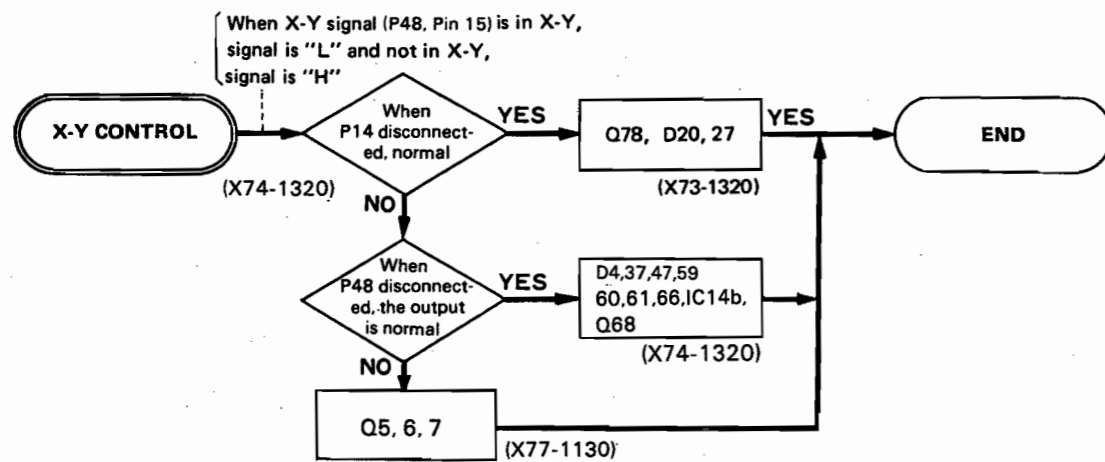 When X-Y signal (P48, Pin 15) is in X-Y,
signal is "L" and not in X-Y,
signal is "H"
X-Y CONTROL
(X74-1320)
When
P14 disconnect-
ed, normal
YES
Q78, D20, 27
YES
(X73-1320)
END
NO
When
P48 disconnect-
ed, the output
is normal
YES
D4,37,47,59
60,61,66,IC14b,
Q68
(X74-1320)
NO
Q5, 6, 7
(X77-1130)